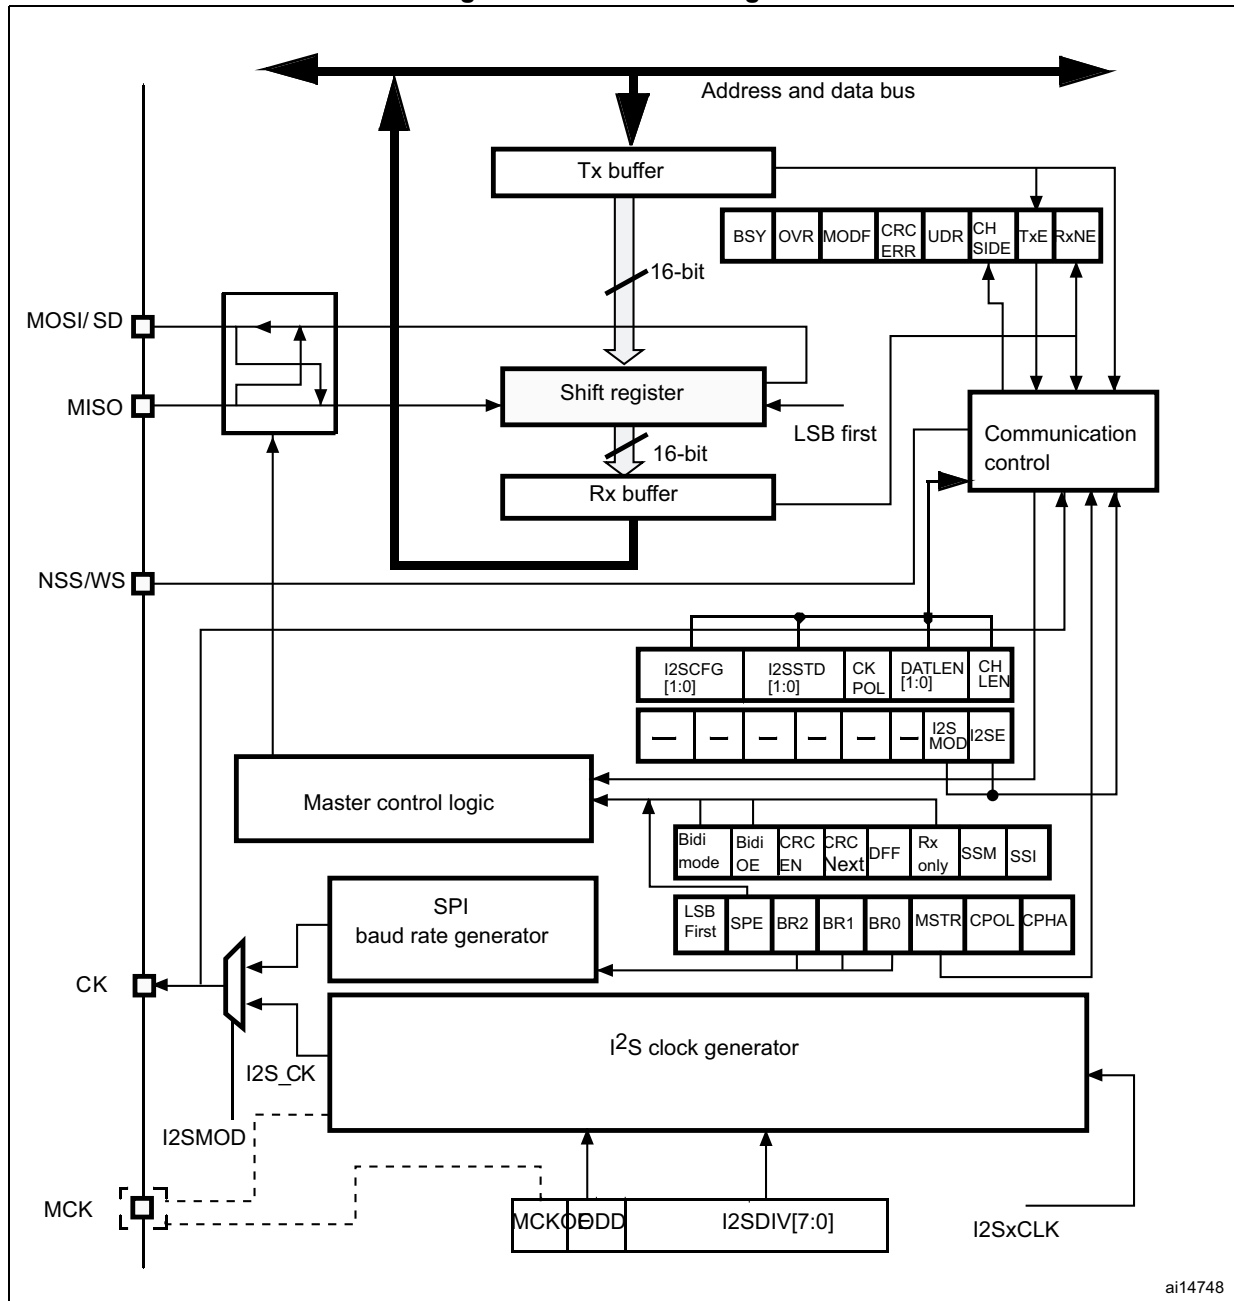 Address and data bus
Tx buffer
BSY OVR MODF CRC ERR UDR CH SIDE TxE RxNE
16-bit
MOSI/ SD
Shift register
MISO
LSB first
Communication control
16-bit
Rx buffer
NSS/WS
I2SCFG [1:0] I2SSTD [1:0] CK POL DATLEN [1:0] CH LEN
I2S MOD I2SE
Master control logic
Bidi mode Bidi OE CRC EN CRC Next DFF Rx only SSM SSI
LSB First SPE BR2 BR1 BR0 MSTR CPOL CPHA
SPI
baud rate generator
CK
I2S clock generator
I2S_CK
I2SMOD
MCK
MCKOE ODD I2SDIV[7:0]
I2SxCLK
ai14748